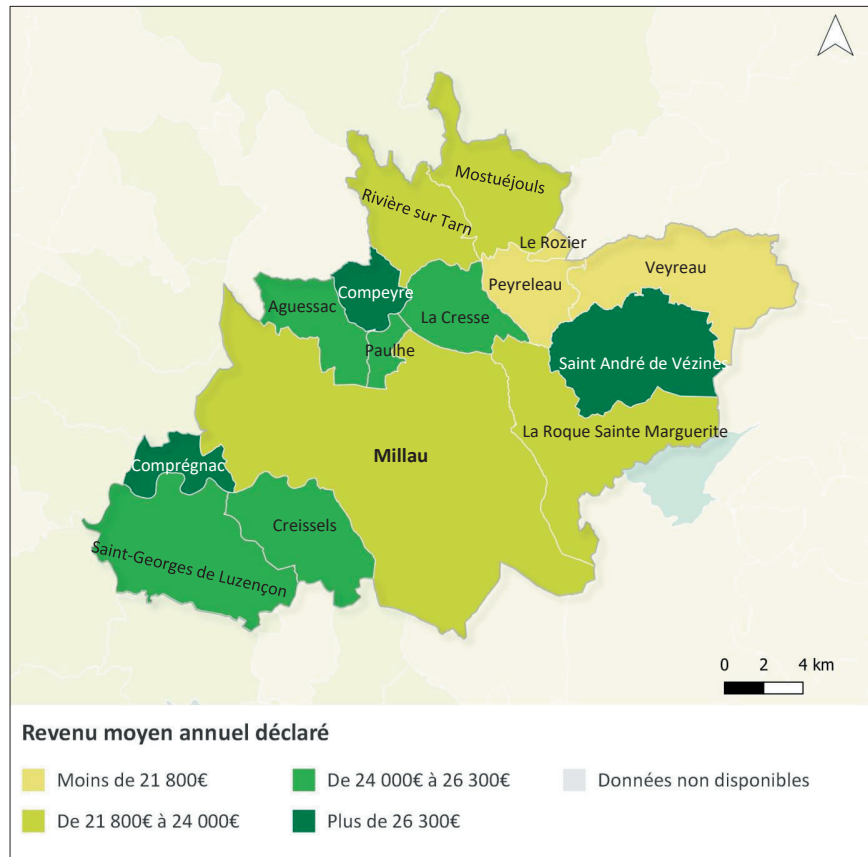 Mostuéjouls
Rivière sur Tarn
Le Rozier
Veyreau
Peyreleau
Compeyre
Aguessac
La Cresse
Paulhe
Saint André de Vézines
La Roque Sainte Marguerite
Millau
Comprégnac
Creissels
Saint-Georges de Luzençon
0 2 4 km
Revenu moyen annuel déclaré
Moins de 21 800€
De 24 000€ à 26 300€
Données non disponibles
De 21 800€ à 24 000€
Plus de 26 300€